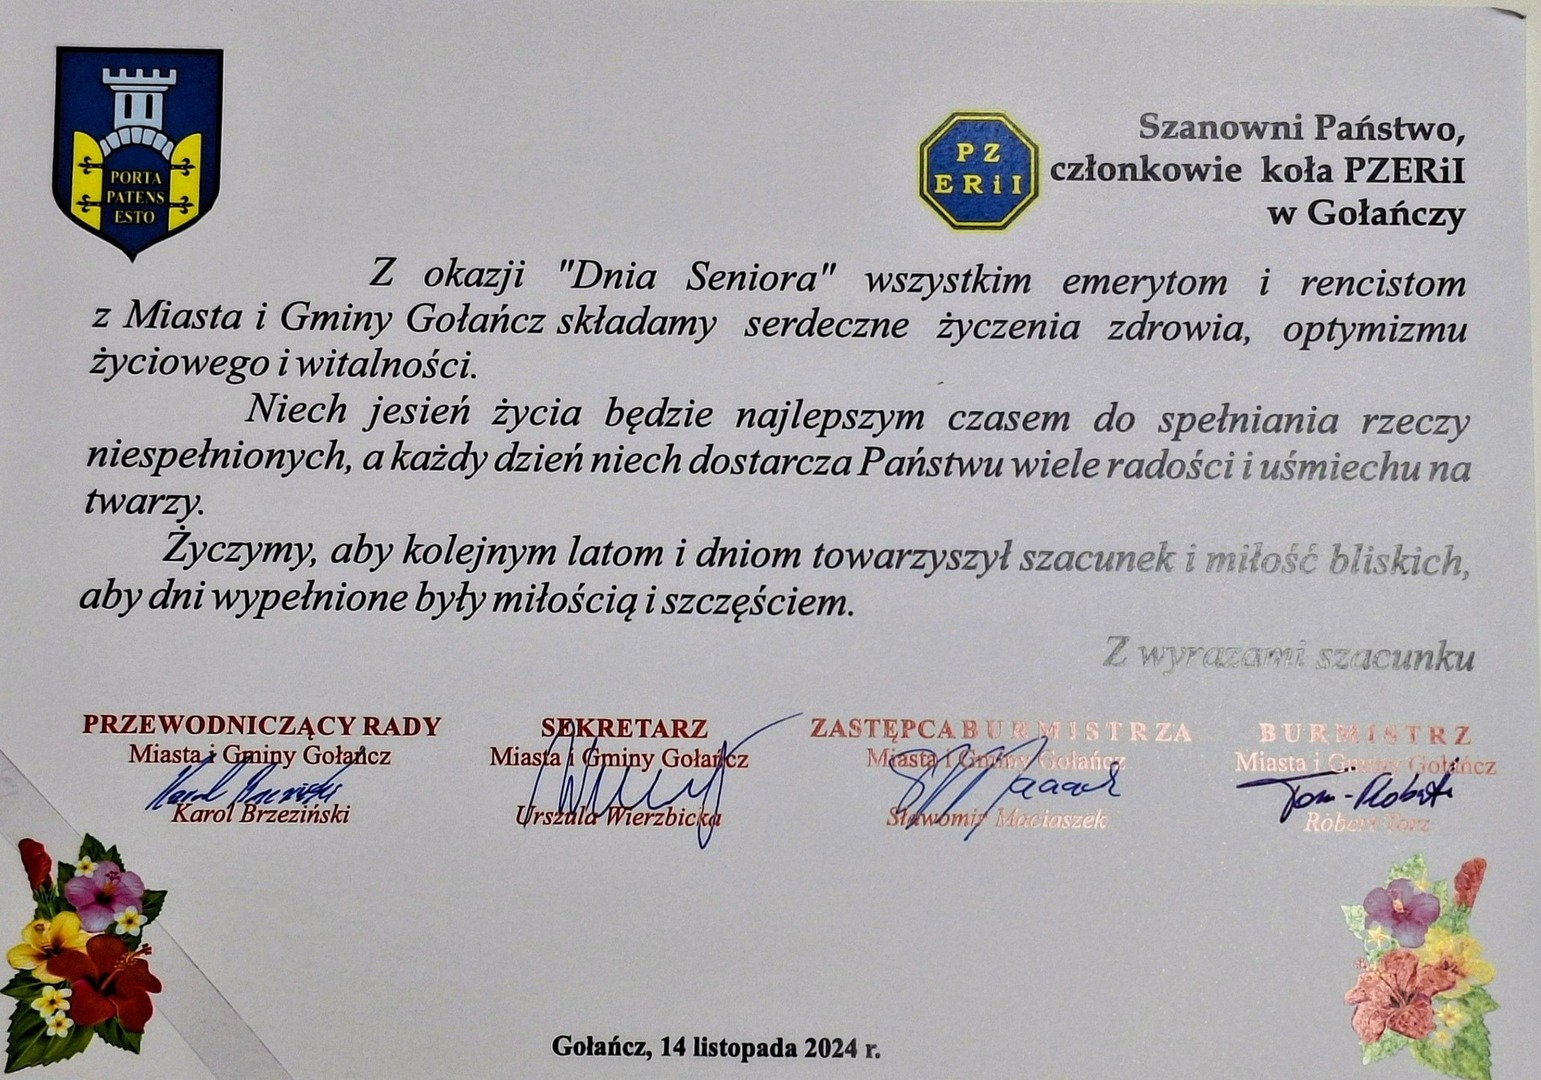 PORTA
PATENS
ESTO
PZ
ERiI
Szanowni Państwo,
członkowie koła PZERiI
w Gołańczy
Z okazji "Dnia Seniora" wszystkim emerytom i rencistom
z Miasta i Gminy Gołańcz składamy serdeczne życzenia zdrowia, optymizmu
życiowego i witalności.
Niech jesień życia będzie najlepszym czasem do spełniania rzeczy
niespełnionych, a każdy dzień niech dostarcza Państwu wiele radości i uśmiechu na
twarzy.
Życzymy, aby kolejnym latom i dniom towarzyszył szacunek i miłość bliskich,
aby dni wypełnione były miłością i szczęściem.
Z wyrazami szacunku
PRZEWODNICZĄCY RADY
Miasta i Gminy Gołańcz
Karol Brzeziński
Karol Brzeziński
SEKRETARZ
Miasta i Gminy Gołańcz
Urszula Wierzbicka
ZASTĘPCA BURMISTRZA
Miasta i Gminy Gołańcz
Sławomir Maciaszek
BURMISTRZ
Miasta i Gminy Gołańcz
Robert Torz
Gołańcz, 14 listopada 2024 r.